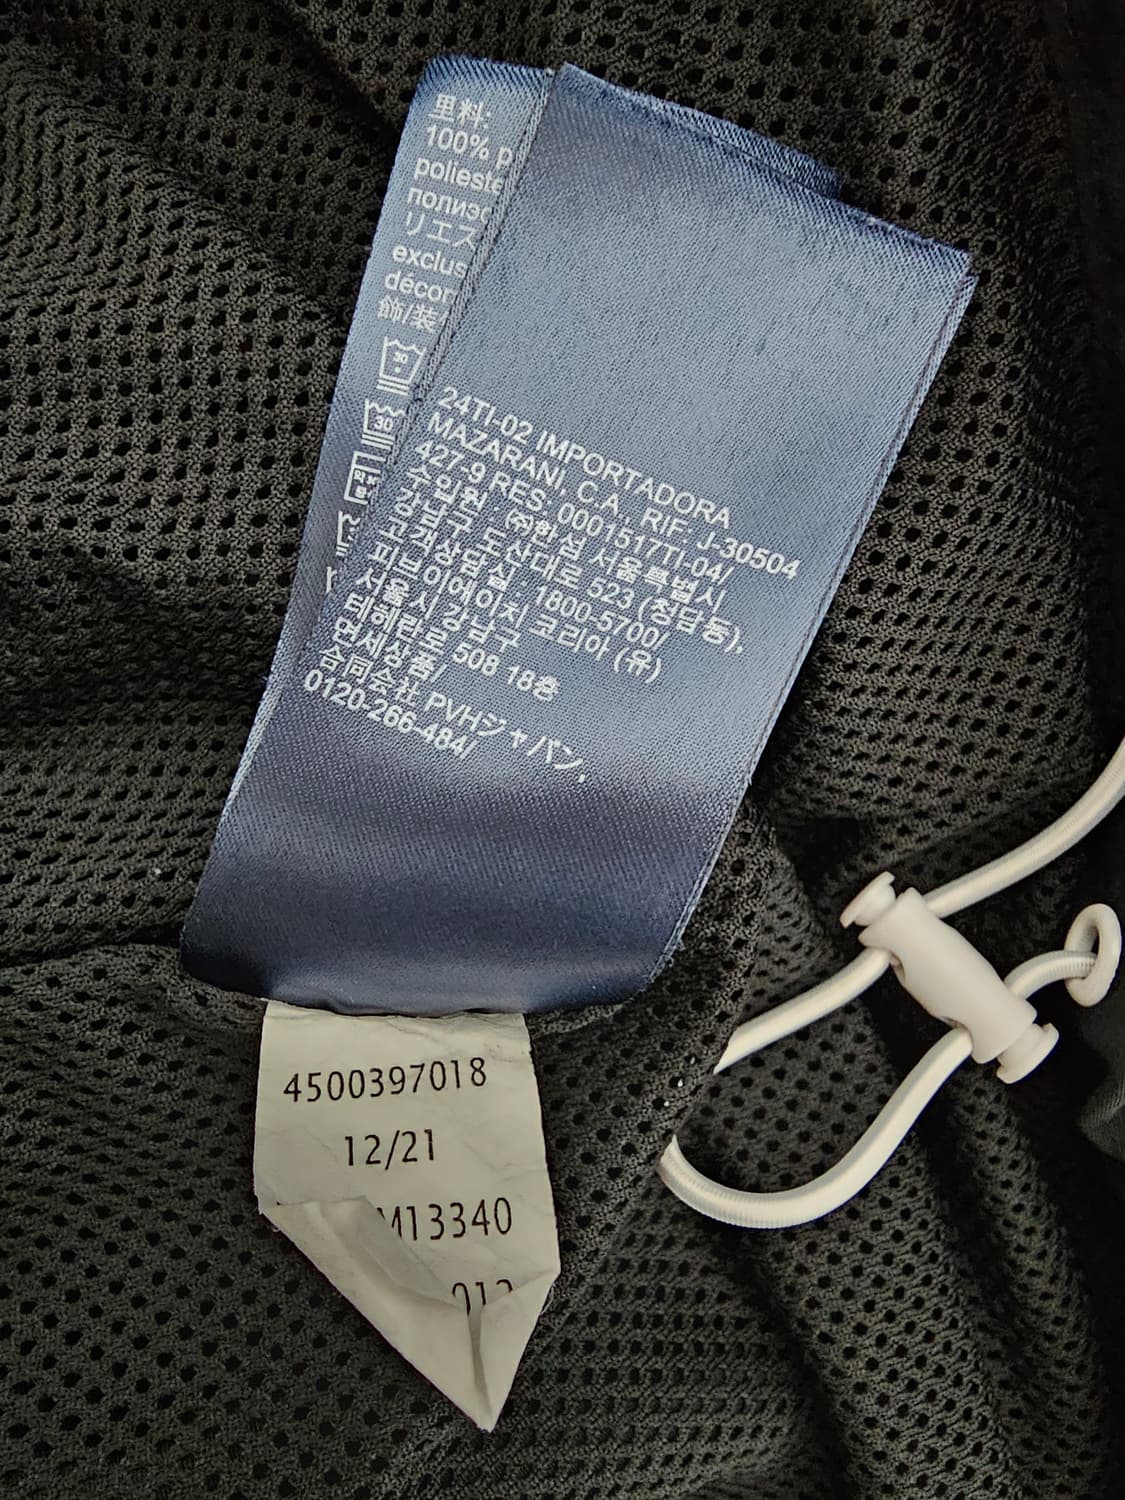 里料:
100% p
polieste
полиэс
リエス
exclus
décor
飾/装
30
30
24TI-02 IMPORTADORA
MAZARANI, C.A. RIF: J-30504
427-9 RES: 0001517TI-04/
수입원 : ㈜한섬 서울특별시
강남구 도산대로 523 (청담동),
고객상담실 : 1800-5700/
피브이에이지 코리아 (유)
서울시 강남구
테헤란로 508 18층
면세상품/
合同会社 PVHジャパン,
0120-266-484/
4500397018
12/21
M13340